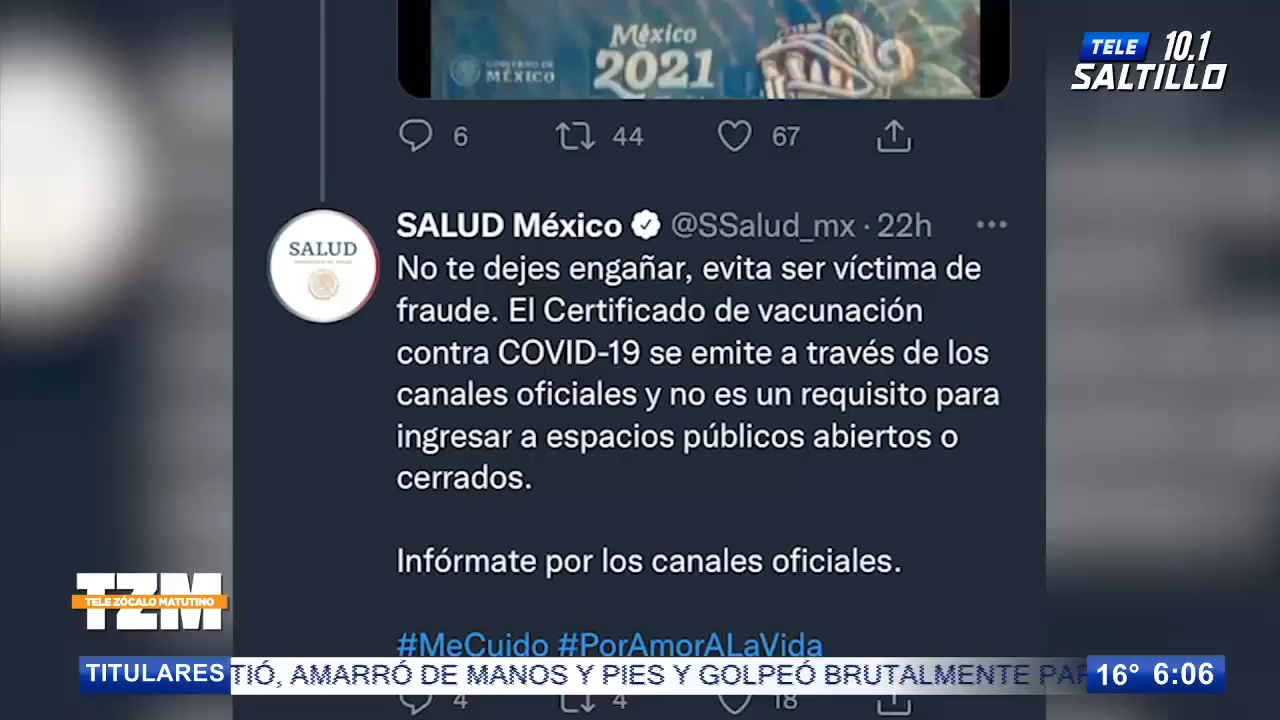 México
2021
GOBIERNO DE
MÉXICO
TELE 10.1
SALTILLO
6 44 67
SALUD México @SSalud_mx · 22h
SALUD
No te dejes engañar, evita ser víctima de
fraude. El Certificado de vacunación
contra COVID-19 se emite a través de los
canales oficiales y no es un requisito para
ingresar a espacios públicos abiertos o
cerrados.
Infórmate por los canales oficiales.
#MeCuido #PorAmorALaVida
TZM
TELE ZÓCALO MATUTINO
TITULARES TIÓ, AMARRÓ DE MANOS Y PIES Y GOLPEÓ BRUTALMENTE PAR 16° 6:06
4 4 18